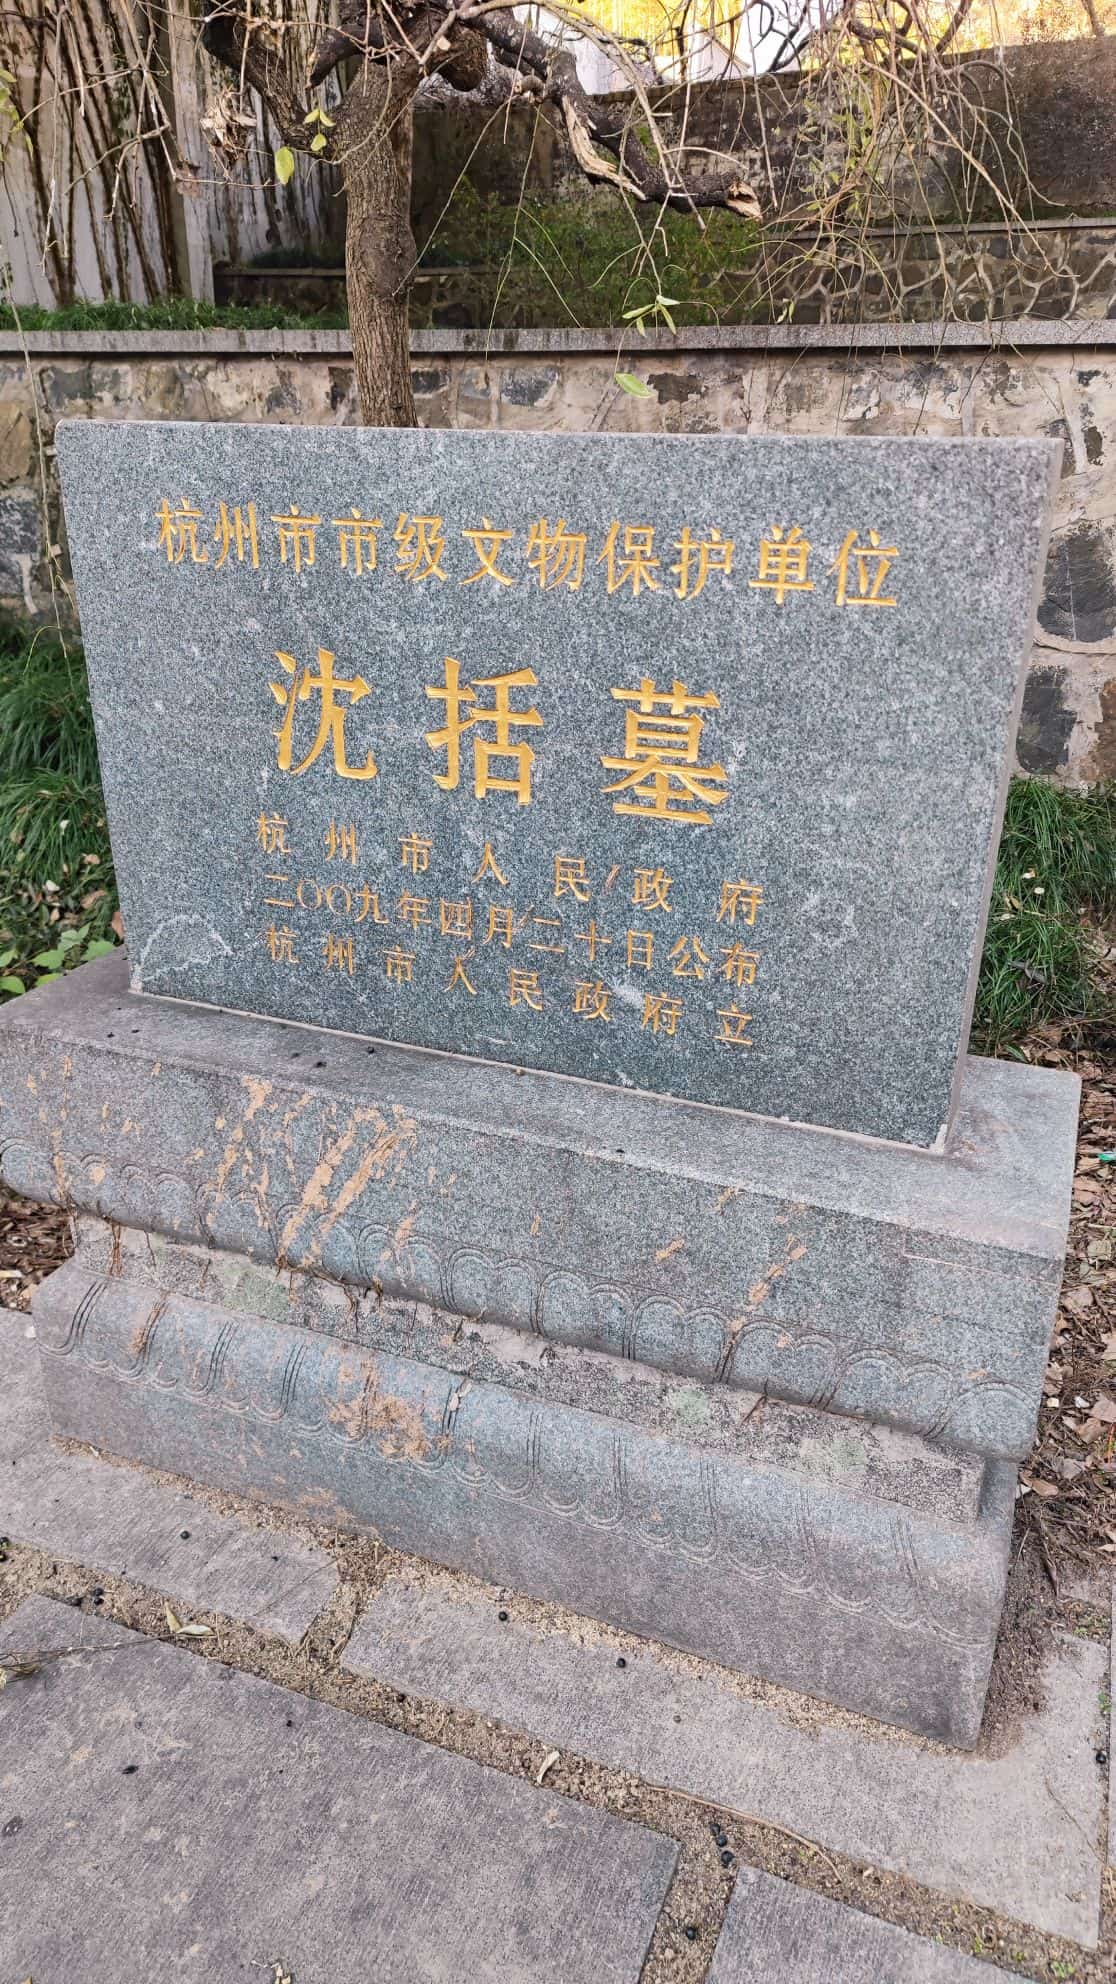 杭州市市级文物保护单位
沈括墓
杭州市人民政府
二〇〇九年四月二十日公布
杭州市人民政府立